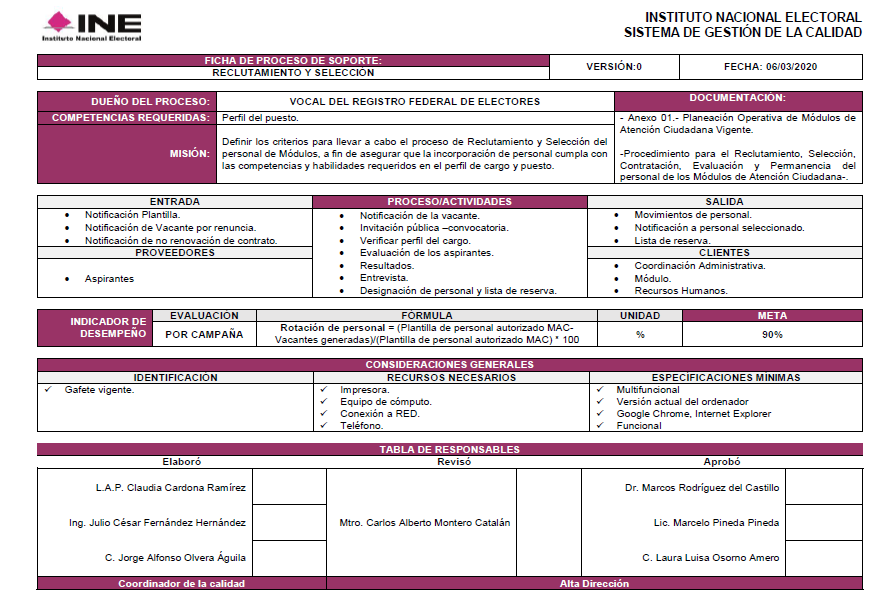 INE
Instituto Nacional Electoral
INSTITUTO NACIONAL ELECTORAL
SISTEMA DE GESTIÓN DE LA CALIDAD
FICHA DE PROCESO DE SOPORTE:
RECLUTAMIENTO Y SELECCIÓN
VERSIÓN:0
FECHA: 06/03/2020
DUEÑO DEL PROCESO:
VOCAL DEL REGISTRO FEDERAL DE ELECTORES
COMPETENCIAS REQUERIDAS:
Perfil del puesto.
MISIÓN:
Definir los criterios para llevar a cabo el proceso de Reclutamiento y Selección del
personal de Módulos, a fin de asegurar que la incorporación de personal cumpla con
las competencias y habilidades requeridos en el perfil de cargo y puesto.
DOCUMENTACIÓN:
- Anexo 01.- Planeación Operativa de Módulos de
Atención Ciudadana Vigente.
-Procedimiento para el Reclutamiento, Selección,
Contratación, Evaluación y Permanencia del
personal de los Módulos de Atención Ciudadana-.
ENTRADA
• Notificación Plantilla.
• Notificación de Vacante por renuncia.
• Notificación de no renovación de contrato.
PROVEEDORES
• Aspirantes
PROCESO/ACTIVIDADES
• Notificación de la vacante.
• Invitación pública –convocatoria.
• Verificar perfil del cargo.
• Evaluación de los aspirantes.
• Resultados.
• Entrevista.
• Designación de personal y lista de reserva.
SALIDA
• Movimientos de personal.
• Notificación a personal seleccionado.
• Lista de reserva.
CLIENTES
• Coordinación Administrativa.
• Módulo.
• Recursos Humanos.
INDICADOR DE
DESEMPEÑO
EVALUACIÓN
POR CAMPAÑA
FÓRMULA
Rotación de personal = (Plantilla de personal autorizado MAC-
Vacantes generadas)/(Plantilla de personal autorizado MAC) * 100
UNIDAD
%
META
90%
CONSIDERACIONES GENERALES
IDENTIFICACIÓN
✓ Gafete vigente.
RECURSOS NECESARIOS
✓ Impresora.
✓ Equipo de cómputo.
✓ Conexión a RED.
✓ Teléfono.
ESPECIFICACIONES MÍNIMAS
✓ Multifuncional
✓ Versión actual del ordenador
✓ Google Chrome, Internet Explorer
✓ Funcional
TABLA DE RESPONSABLES
Elaboró
Revisó
Aprobó
L.A.P. Claudia Cardona Ramírez
Ing. Julio César Fernández Hernández
C. Jorge Alfonso Olvera Águila
Mtro. Carlos Alberto Montero Catalán
Dr. Marcos Rodríguez del Castillo
Lic. Marcelo Pineda Pineda
C. Laura Luisa Osorno Amero
Coordinador de la calidad
Alta Dirección